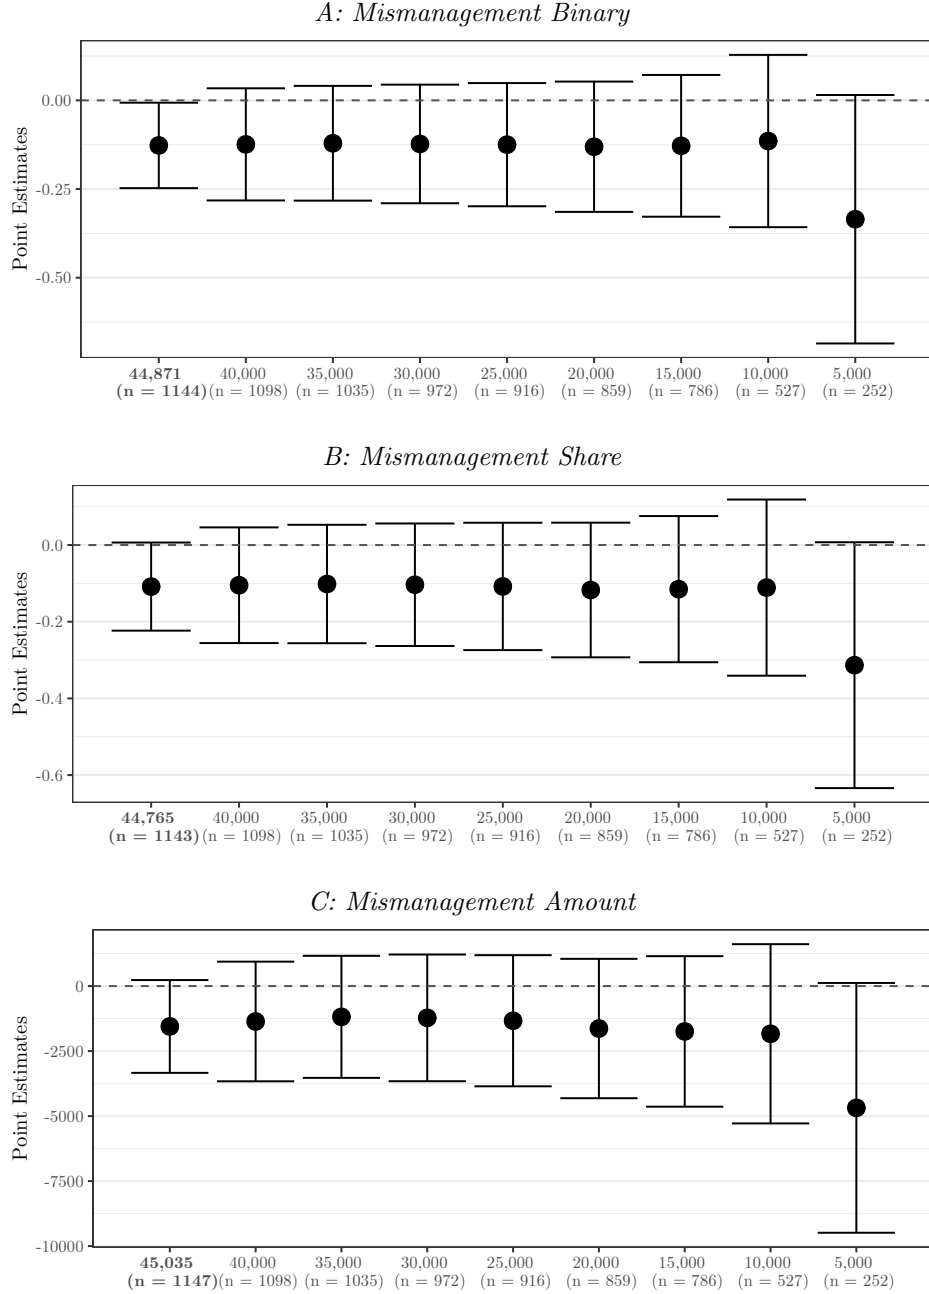 A: Mismanagement Binary
Point Estimates
0.00
-0.25
-0.50
44,871 40,000 35,000 30,000 25,000 20,000 15,000 10,000 5,000
(n = 1144) (n = 1098) (n = 1035) (n = 972) (n = 916) (n = 859) (n = 786) (n = 527) (n = 252)
B: Mismanagement Share
Point Estimates
0.0
-0.2
-0.4
-0.6
44,765 40,000 35,000 30,000 25,000 20,000 15,000 10,000 5,000
(n = 1143) (n = 1098) (n = 1035) (n = 972) (n = 916) (n = 859) (n = 786) (n = 527) (n = 252)
C: Mismanagement Amount
Point Estimates
0
-2500
-5000
-7500
-10000
45,035 40,000 35,000 30,000 25,000 20,000 15,000 10,000 5,000
(n = 1147) (n = 1098) (n = 1035) (n = 972) (n = 916) (n = 859) (n = 786) (n = 527) (n = 252)